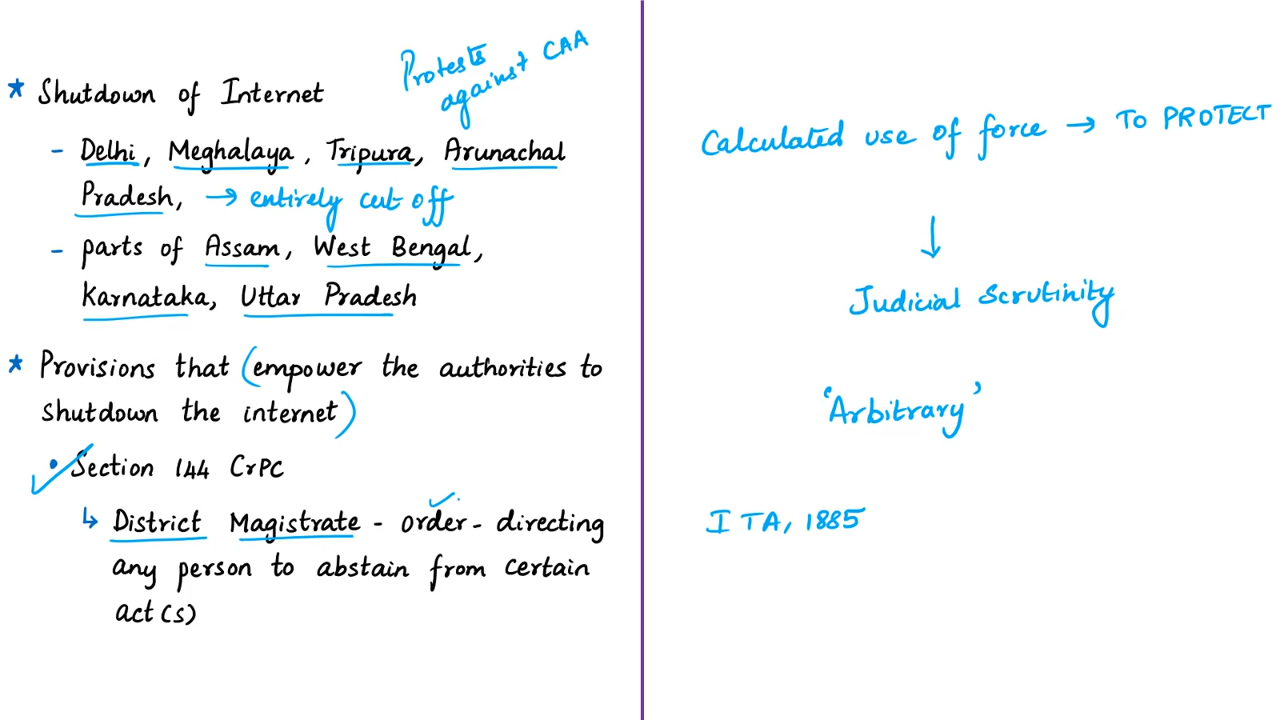 Protests
against CAA
★ Shutdown of Internet
- Delhi, Meghalaya, Tripura, Arunachal
Pradesh, → entirely cut off
- parts of Assam, West Bengal,
Karnataka, Uttar Pradesh
★ Provisions that (empower the authorities to
shutdown the internet)
• Section 144 CrPC
↳ District Magistrate - order - directing
any person to abstain from certain
act(s)
Calculated use of force → TO PROTECT
↓
Judicial Scrutinity
'Arbitrary'
ITA, 1885